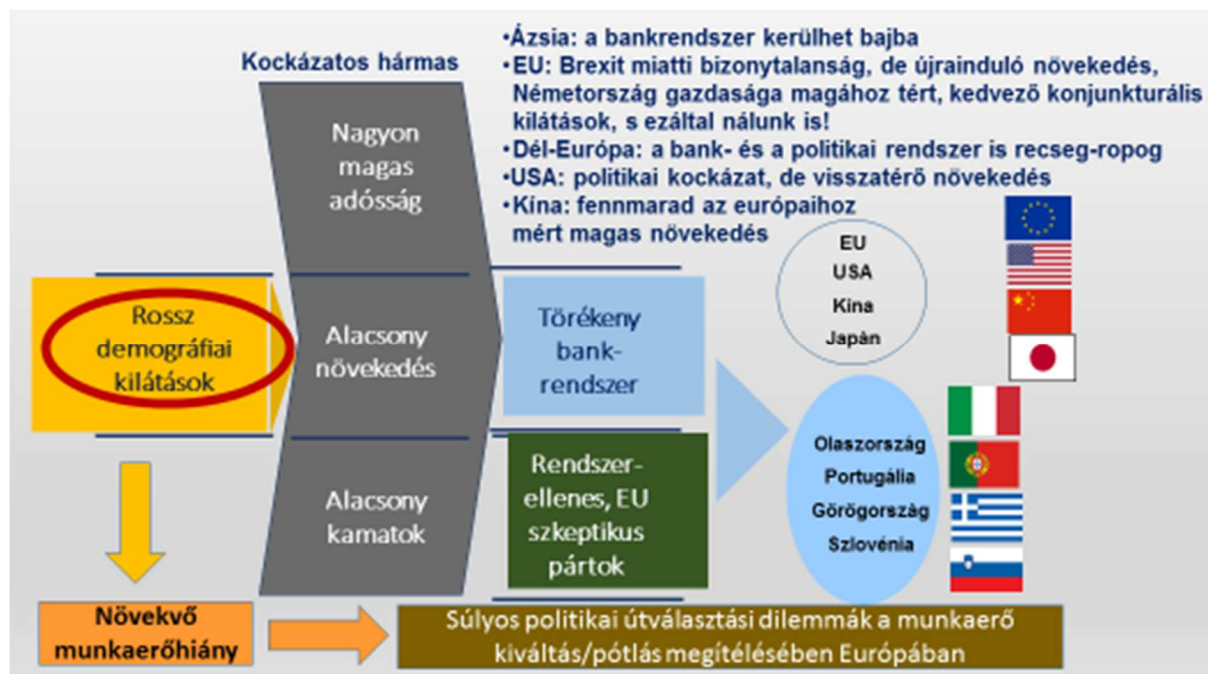 Kockázatos hármas
•Ázsia: a bankrendszer kerülhet bajba
•EU: Brexit miatti bizonytalanság, de újrainduló növekedés,
Németország gazdasága magához tért, kedvező konjunkturális
kilátások, s ezáltal nálunk is!
•Dél-Európa: a bank- és a politikai rendszer is recseg-ropog
•USA: politikai kockázat, de visszatérő növekedés
•Kína: fennmarad az európaihoz
mért magas növekedés
Nagyon
magas
adósság
Rossz
demográfiai
kilátások
Alacsony
növekedés
Alacsony
kamatok
Törékeny
bank-
rendszer
Rendszer-
ellenes, EU
szkeptikus
pártok
EU
USA
Kína
Japàn
Olaszország
Portugália
Görögország
Szlovénia
Növekvő
munkaerőhiány
Súlyos politikai útválasztási dilemmák a munkaerő
kiváltás/pótlás megítélésében Európában